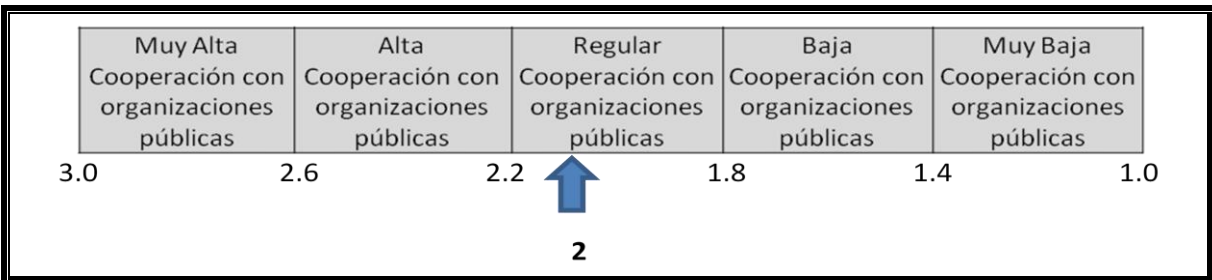 Muy Alta
Cooperación con
organizaciones
públicas
Alta
Cooperación con
organizaciones
públicas
Regular
Cooperación con
organizaciones
públicas
Baja
Cooperación con
organizaciones
públicas
Muy Baja
Cooperación con
organizaciones
públicas
3.0 2.6 2.2 1.8 1.4 1.0
2